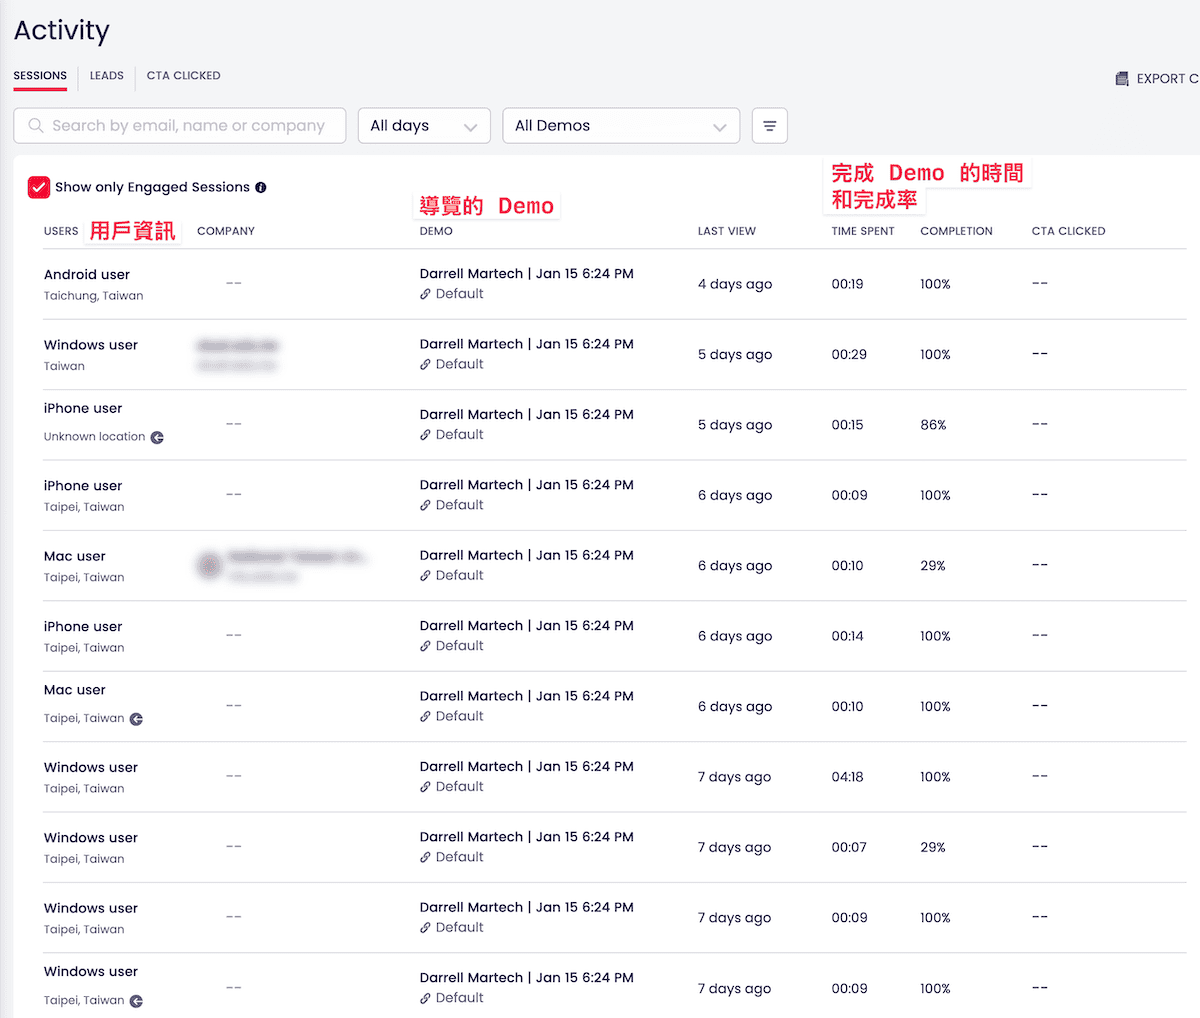 Activity
SESSIONS LEADS CTA CLICKED
EXPORT C
Search by email, name or company All days All Demos
Show only Engaged Sessions
導覽的 Demo
完成 Demo 的時間
和完成率
USERS 用戶資訊 COMPANY DEMO LAST VIEW TIME SPENT COMPLETION CTA CLICKED
Android user -- Darrell Martech | Jan 15 6:24 PM 4 days ago 00:19 100% --
Taichung, Taiwan Default
Windows user Darrell Martech | Jan 15 6:24 PM 5 days ago 00:29 100% --
Taiwan Default
iPhone user -- Darrell Martech | Jan 15 6:24 PM 5 days ago 00:15 86% --
Unknown location Default
iPhone user -- Darrell Martech | Jan 15 6:24 PM 6 days ago 00:09 100% --
Taipei, Taiwan Default
Mac user Darrell Martech | Jan 15 6:24 PM 6 days ago 00:10 29% --
Taipei, Taiwan Default
iPhone user -- Darrell Martech | Jan 15 6:24 PM 6 days ago 00:14 100% --
Taipei, Taiwan Default
Mac user -- Darrell Martech | Jan 15 6:24 PM 6 days ago 00:10 100% --
Taipei, Taiwan Default
Windows user -- Darrell Martech | Jan 15 6:24 PM 7 days ago 04:18 100% --
Taipei, Taiwan Default
Windows user -- Darrell Martech | Jan 15 6:24 PM 7 days ago 00:07 29% --
Taipei, Taiwan Default
Windows user -- Darrell Martech | Jan 15 6:24 PM 7 days ago 00:09 100% --
Taipei, Taiwan Default
Windows user -- Darrell Martech | Jan 15 6:24 PM 7 days ago 00:09 100% --
Taipei, Taiwan Default